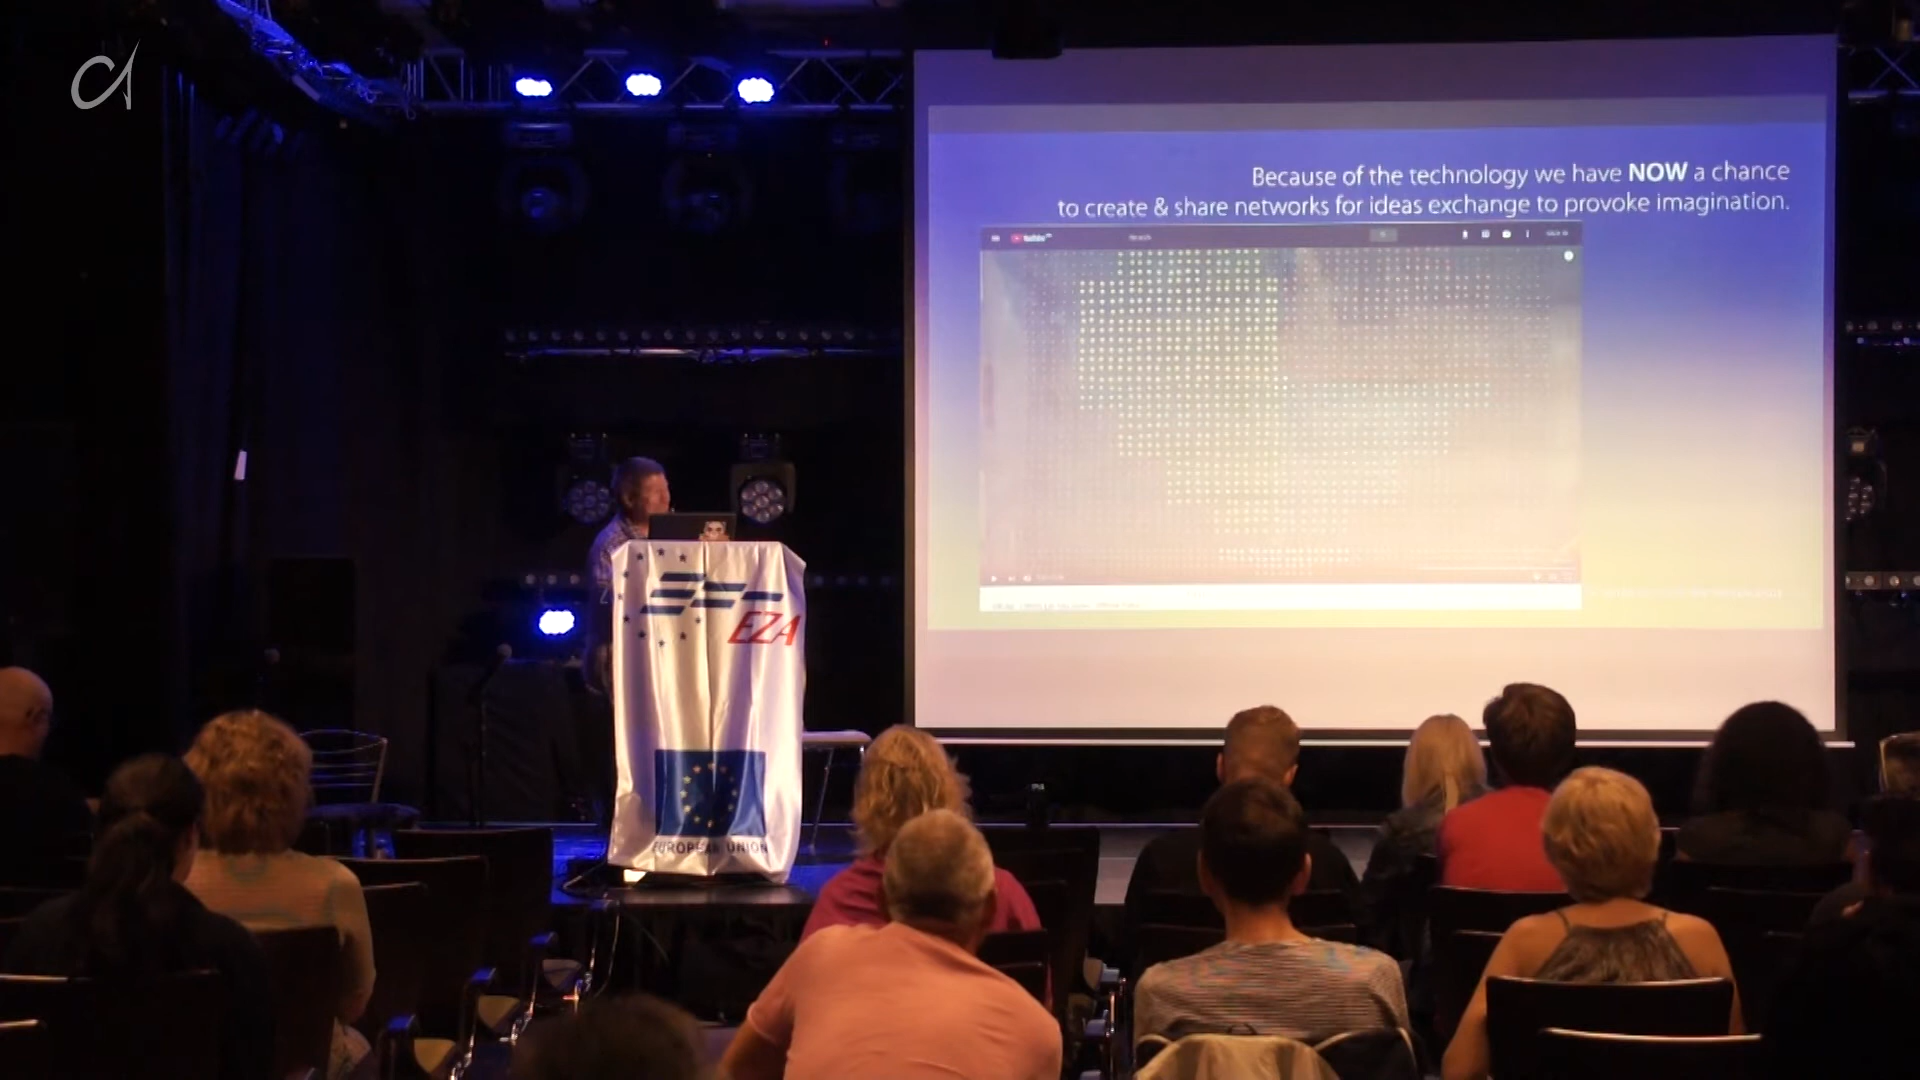 Because of the technology we have NOW a chance
to create & share networks for ideas exchange to provoke imagination.
YouTube
EZA
EUROPEAN UNION